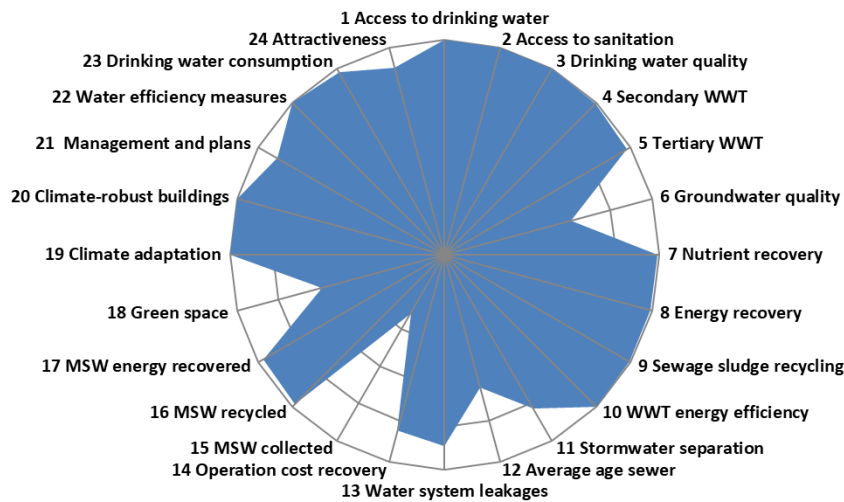 1 Access to drinking water
2 Access to sanitation
3 Drinking water quality
4 Secondary WWT
5 Tertiary WWT
6 Groundwater quality
7 Nutrient recovery
8 Energy recovery
9 Sewage sludge recycling
10 WWT energy efficiency
11 Stormwater separation
12 Average age sewer
13 Water system leakages
14 Operation cost recovery
15 MSW collected
16 MSW recycled
17 MSW energy recovered
18 Green space
19 Climate adaptation
20 Climate-robust buildings
21 Management and plans
22 Water efficiency measures
23 Drinking water consumption
24 Attractiveness